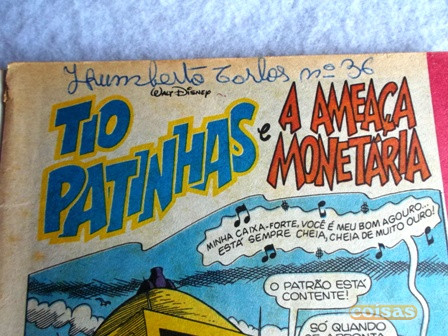 Humberto Carlos nº 36
WALT DISNEY
TIO PATINHAS e A AMEAÇA MONETÁRIA
MINHA CAIXA-FORTE, VOCÊ É MEU BOM AGOURO...
ESTÁ SEMPRE CHEIA, CHEIA DE MUITO OURO!
O PATRÃO ESTÁ
CONTENTE!
SÓ QUANDO
coisas